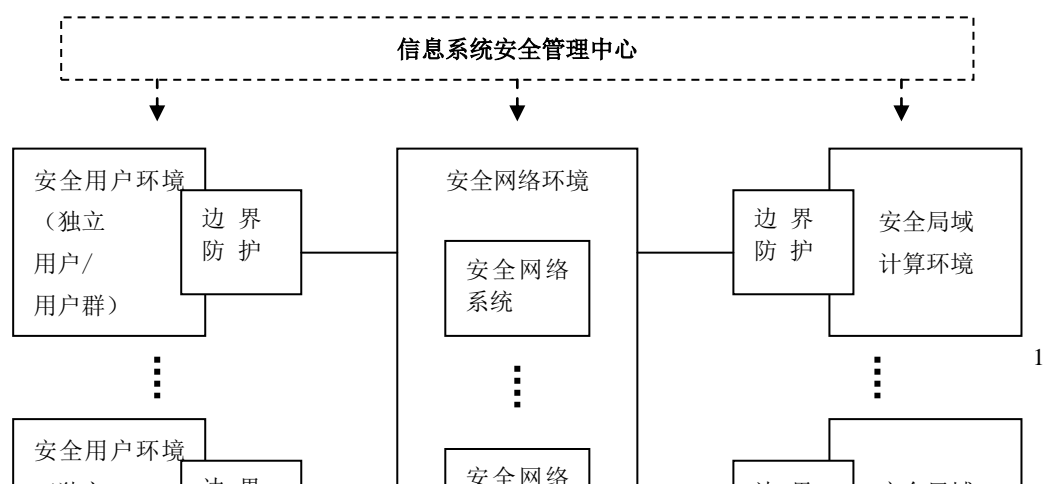 信息系统安全管理中心
安全用户环境
（独立
用户/
用户群）
边 界
防 护
安全网络环境
安全网络
系统
边 界
防 护
安全局域
计算环境
1
安全用户环境
安全网络